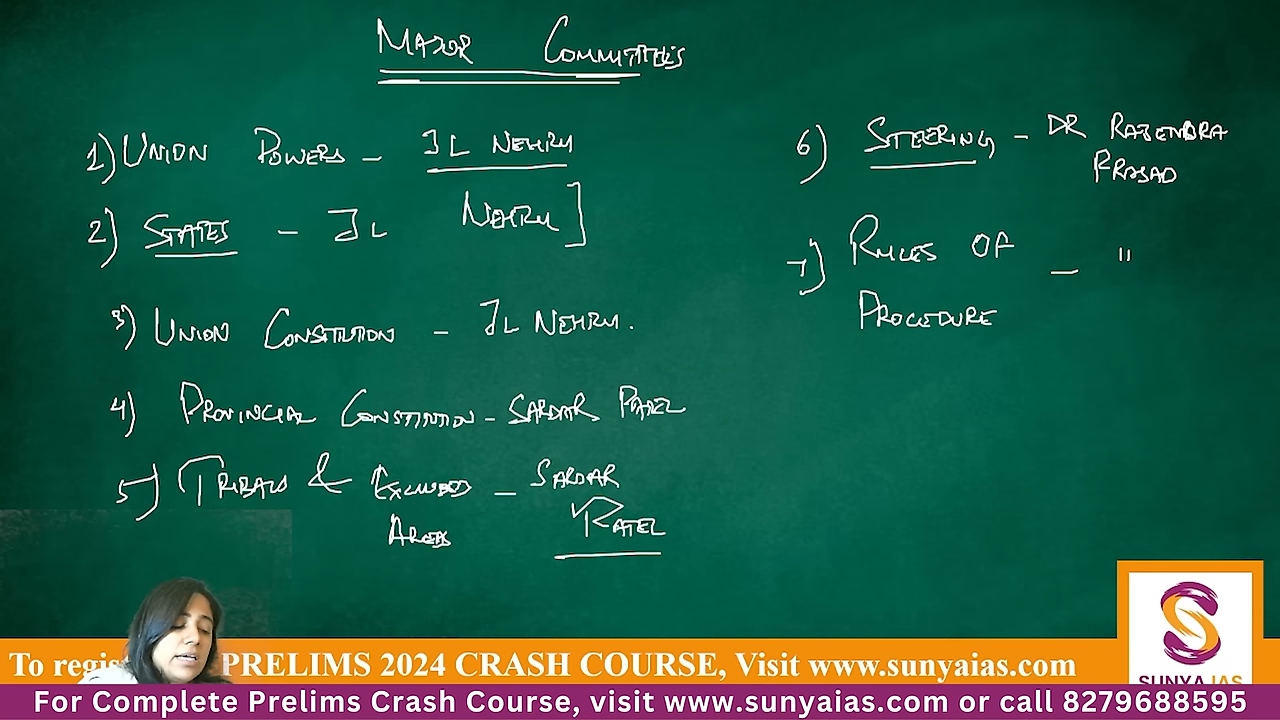 MAJOR COMMITTEES
1) UNION POWERS - JL NEHRU
2) STATES - JL NEHRU]
3) UNION CONSTITUTION - JL NEHRU.
4) PROVINCIAL CONSTITUTION - SARDAR PATEL
5) TRIBALS & EXCLUDED - SARDAR
AREAS PATEL
6) STEERING - DR RAJENDRA
PRASAD
7) RULES OF - "
PROCEDURE
To regis PRELIMS 2024 CRASH COURSE, Visit www.sunyaias.com
SUNYA IAS
For Complete Prelims Crash Course, visit www.sunyaias.com or call 8279688595